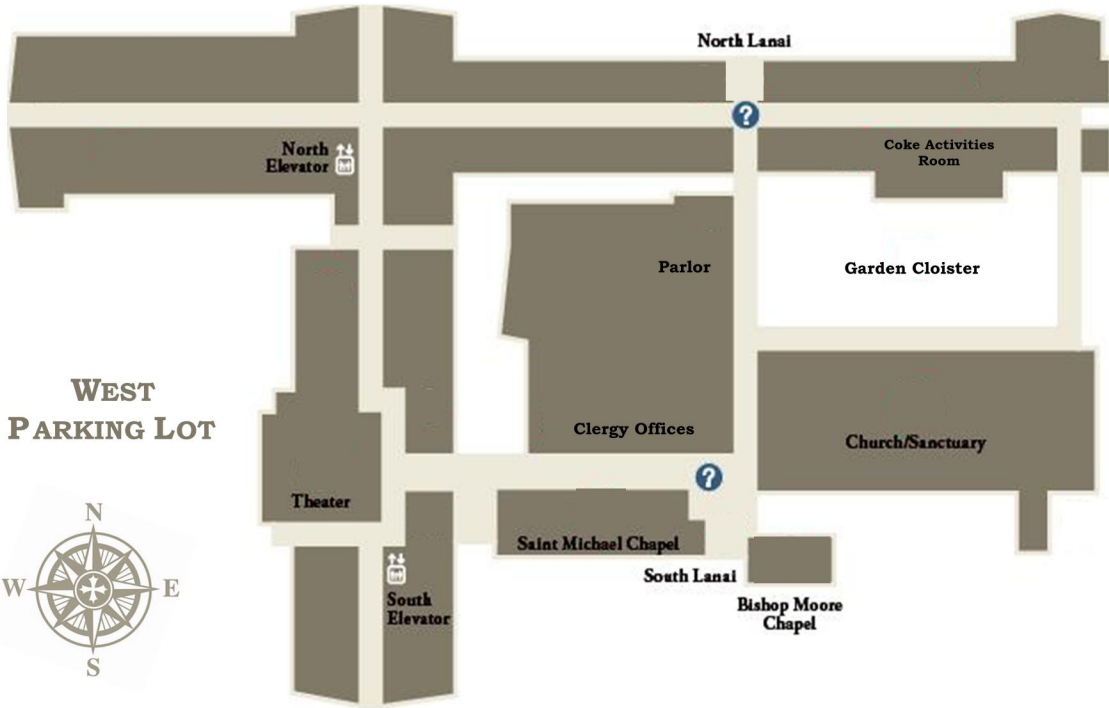 North Lanai
?
North
Elevator
Coke Activities
Room
Parlor
Garden Cloister
WEST
PARKING LOT
Clergy Offices
Church/Sanctuary
?
Theater
N
W
E
S
Saint Michael Chapel
South Lanai
South
Elevator
Bishop Moore
Chapel